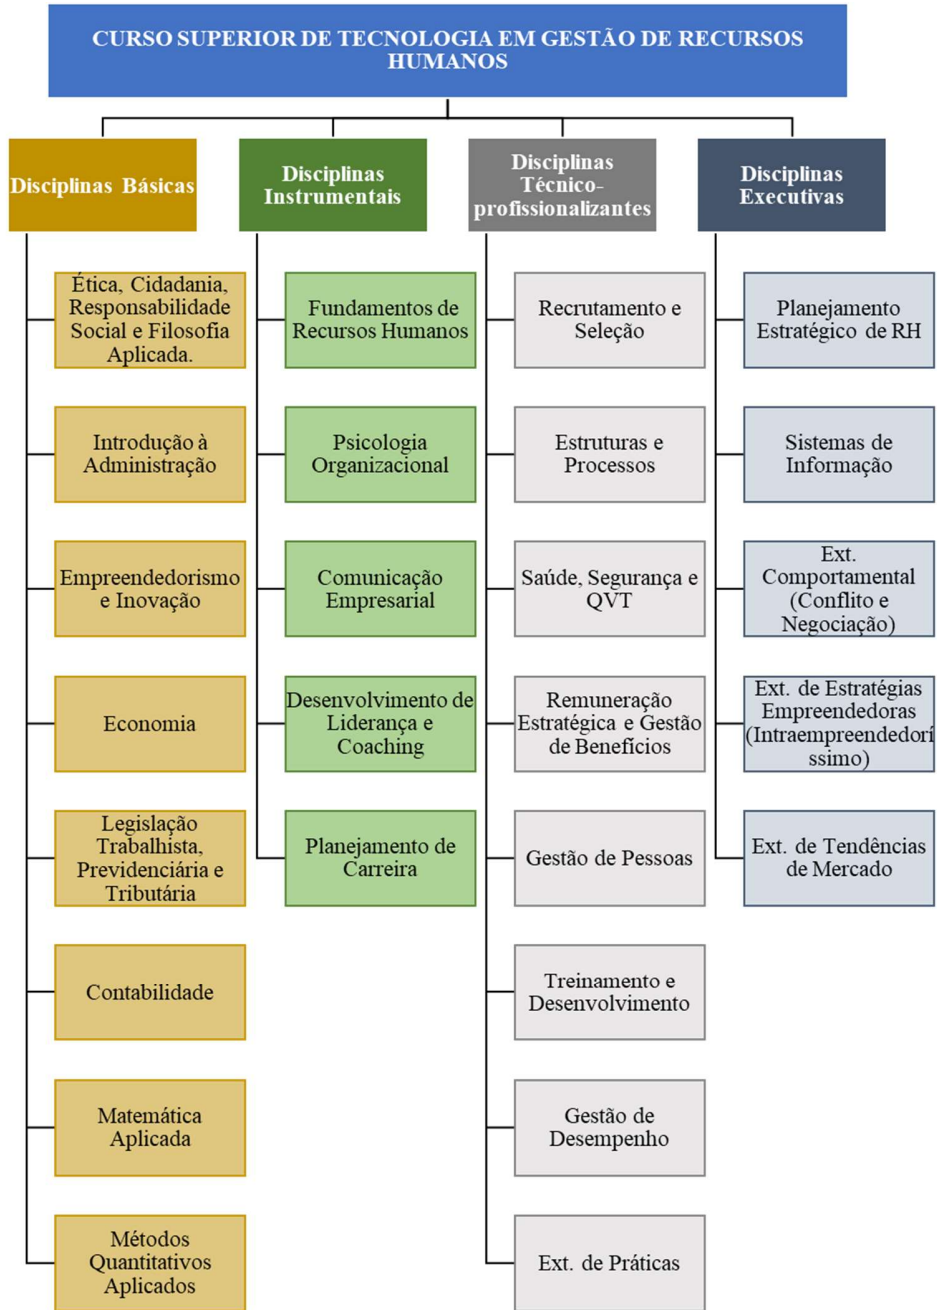 CURSO SUPERIOR DE TECNOLOGIA EM GESTÃO DE RECURSOS
HUMANOS
Disciplinas Básicas
Ética, Cidadania,
Responsabilidade
Social e Filosofia
Aplicada.
Introdução à
Administração
Empreendedorismo
e Inovação
Economia
Legislação
Trabalhista,
Previdenciária e
Tributária
Contabilidade
Matemática
Aplicada
Métodos
Quantitativos
Aplicados
Disciplinas
Instrumentais
Fundamentos de
Recursos Humanos
Psicologia
Organizacional
Comunicação
Empresarial
Desenvolvimento de
Liderança e
Coaching
Planejamento de
Carreira
Disciplinas
Técnico-
profissionalizantes
Recrutamento e
Seleção
Estruturas e
Processos
Saúde, Segurança e
QVT
Remuneração
Estratégica e Gestão
de Benefícios
Gestão de Pessoas
Treinamento e
Desenvolvimento
Gestão de
Desempenho
Ext. de Práticas
Disciplinas
Executivas
Planejamento
Estratégico de RH
Sistemas de
Informação
Ext.
Comportamental
(Conflito e
Negociação)
Ext. de Estratégias
Empreendedoras
(Intraempreendedorí
ssimo)
Ext. de Tendências
de Mercado